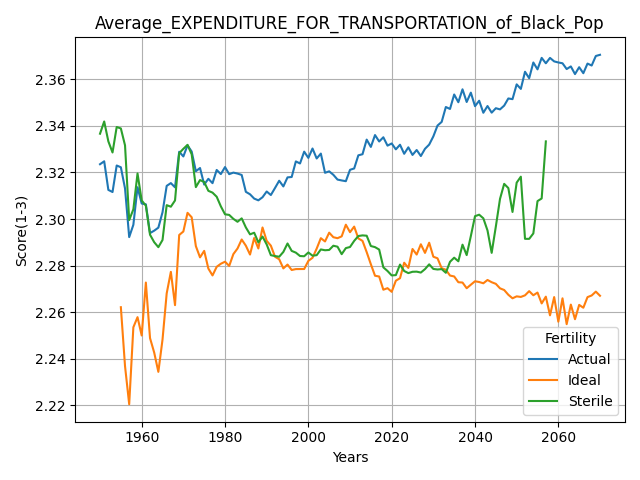 Average_EXPENDITURE_FOR_TRANSPORTATION_of_Black_Pop
Score(1-3)
2.36
2.34
2.32
2.30
2.28
2.26
2.24
2.22
1960
1980
2000
2020
2040
2060
Years
Fertility
Actual
Ideal
Sterile